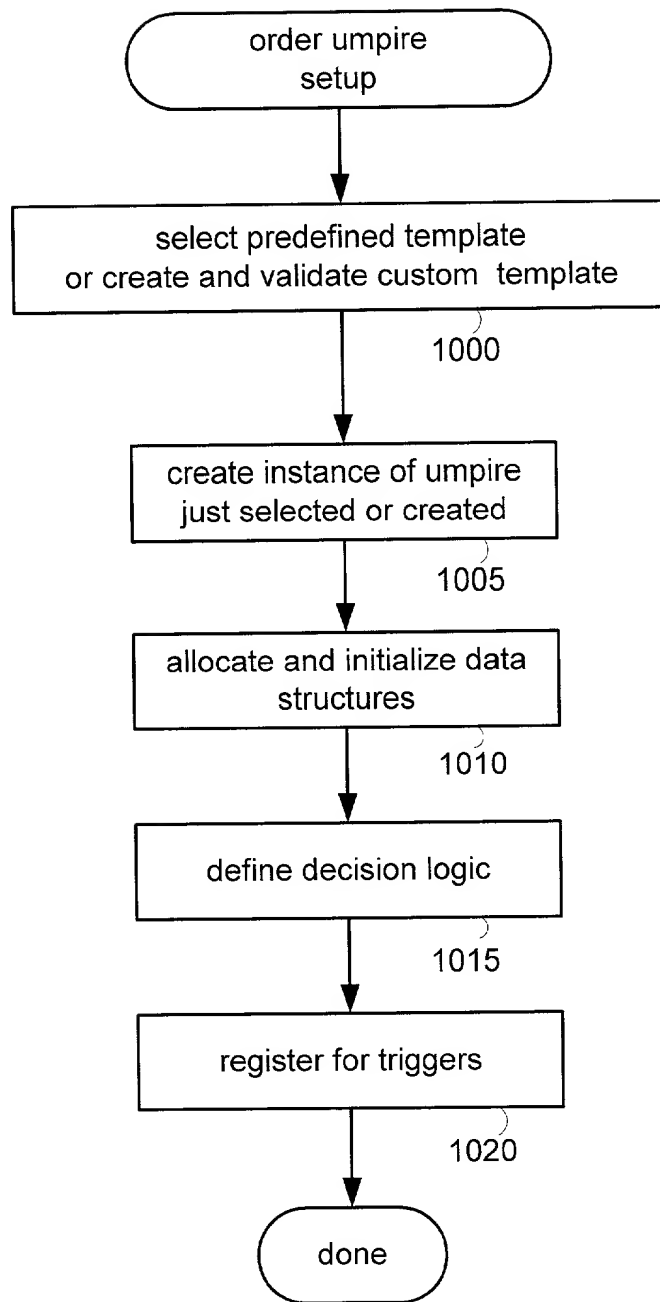 order umpire
setup
select predefined template
or create and validate custom template
1000
create instance of umpire
just selected or created
1005
allocate and initialize data
structures
1010
define decision logic
1015
register for triggers
1020
done